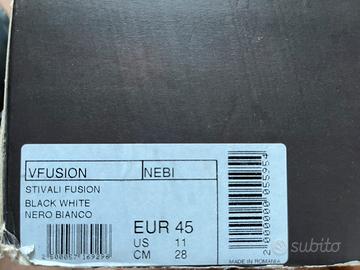 VFUSION NEBI
STIVALI FUSION
BLACK WHITE
NERO BIANCO
EUR 45
US 11
CM 28
MADE IN ROMANIA
subito